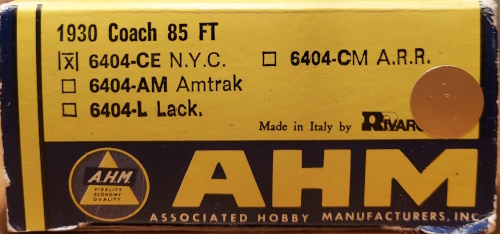 1930 Coach 85 FT
[X] 6404-CE N.Y.C. ☐ 6404-CM A.R.R.
☐ 6404-AM Amtrak
☐ 6404-L Lack.
Made in Italy by
A.H.M.
FIDELITY
ECONOMY
QUALITY
AHM
ASSOCIATED HOBBY MANUFACTURERS, INC